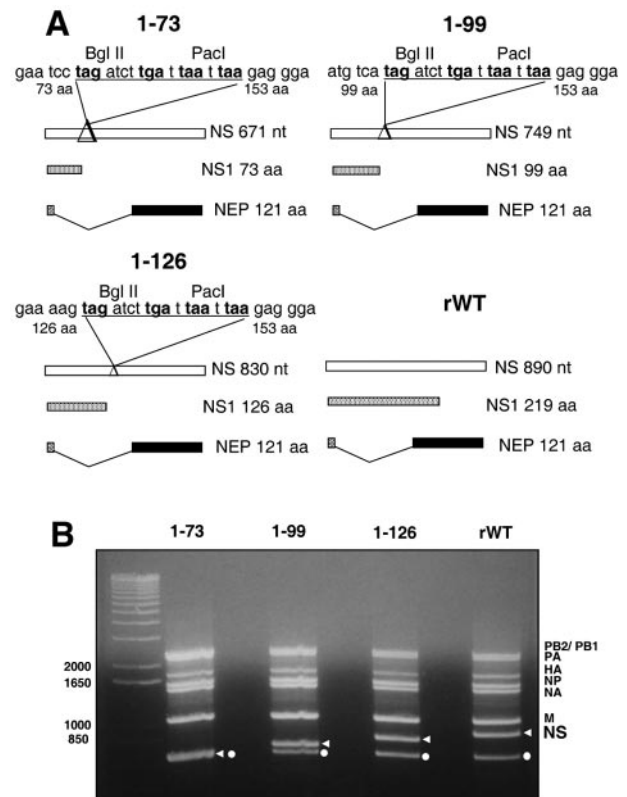 A
1-73
Bgl II PacI
gaa tcc tag atct tga t taa t taa gag gga
73 aa 153 aa
NS 671 nt
NS1 73 aa
NEP 121 aa
1-99
Bgl II PacI
atg tca tag atct tga t taa t taa gag gga
99 aa 153 aa
NS 749 nt
NS1 99 aa
NEP 121 aa
1-126
Bgl II PacI
gaa aag tag atct tga t taa t taa gag gga
126 aa 153 aa
NS 830 nt
NS1 126 aa
NEP 121 aa
rWT
NS 890 nt
NS1 219 aa
NEP 121 aa
B
1-73 1-99 1-126 rWT
2000
1650
1000
850
PB2/ PB1
PA
HA
NP
NA
M
NS